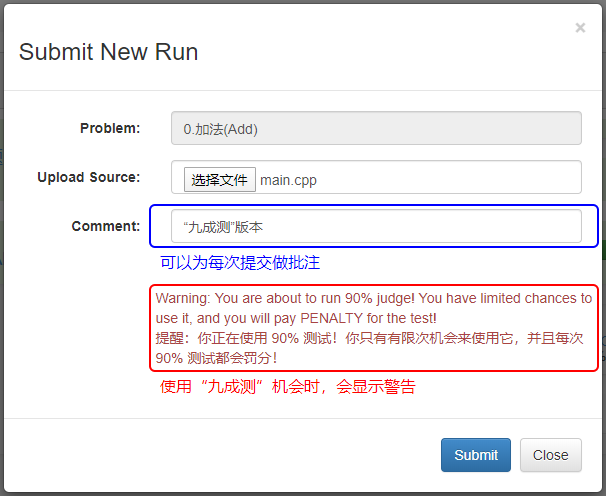 ×
Submit New Run
Problem: 0.加法(Add)
Upload Source: 选择文件 main.cpp
Comment: “九成测”版本
可以为每次提交做批注
Warning: You are about to run 90% judge! You have limited chances to
use it, and you will pay PENALTY for the test!
提醒：你正在使用 90% 测试！你只有有限次机会来使用它，并且每次
90% 测试都会罚分！
使用“九成测”机会时，会显示警告
Submit Close